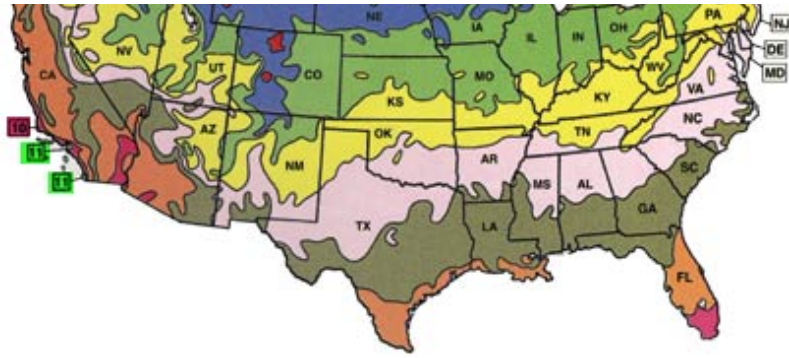 NE
PA
NJ
IA
OH
NV
IL
IN
DE
UT
CO
MD
CA
MO
WV
VA
KS
KY
10
AZ
OK
TN
NC
11
NM
AR
SC
11
MS
AL
GA
TX
LA
FL